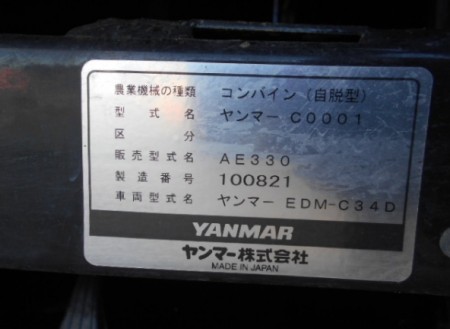 農業機械の種類 コンバイン（自脱型）
型式名 ヤンマー C0001
区分
販売型式名 AE330
製造番号 100821
車両型式名 ヤンマー EDM-C34D
YANMAR
ヤンマー株式会社
MADE IN JAPAN